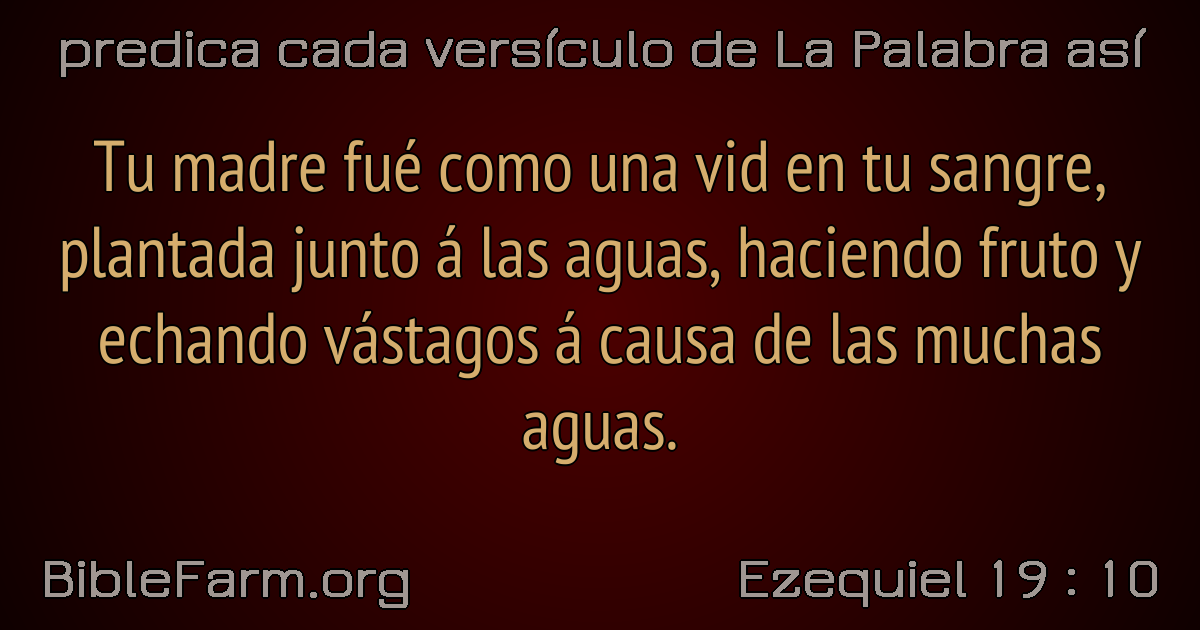 predica cada versículo de La Palabra así
Tu madre fué como una vid en tu sangre,
plantada junto á las aguas, haciendo fruto y
echando vástagos á causa de las muchas
aguas.
BibleFarm.org
Ezequiel 19 : 10